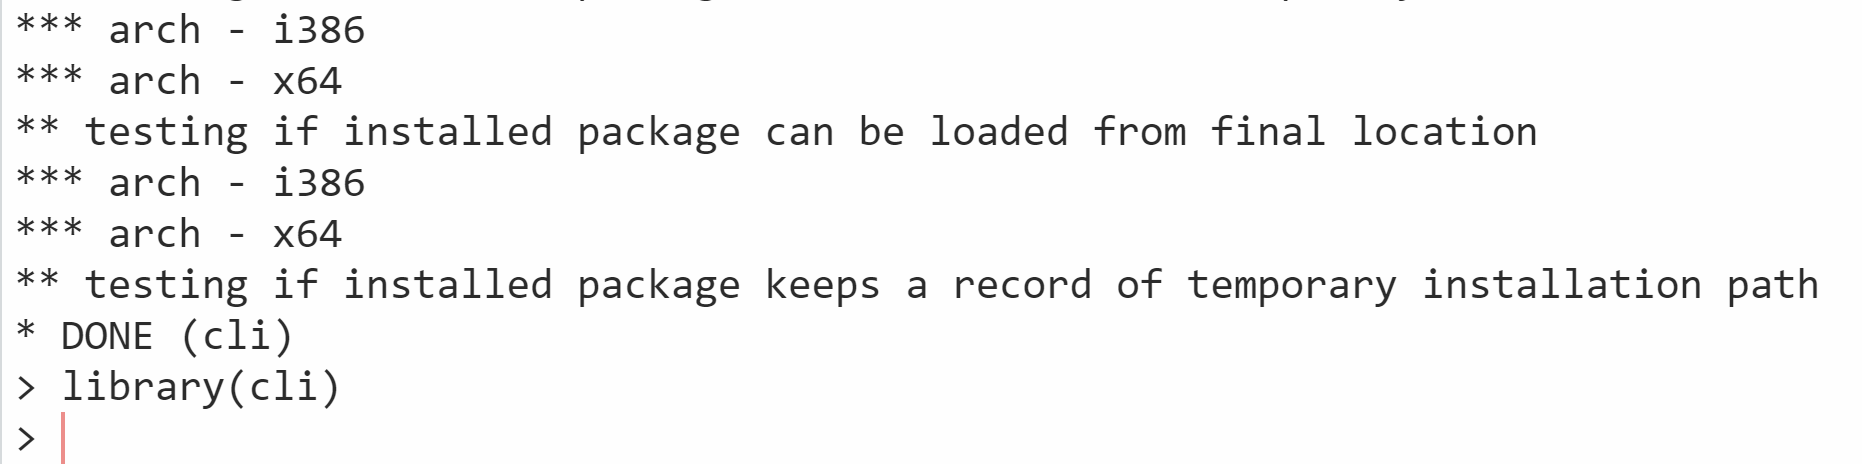 *** arch - i386
*** arch - x64
** testing if installed package can be loaded from final location
*** arch - i386
*** arch - x64
** testing if installed package keeps a record of temporary installation path
* DONE (cli)
> library(cli)
>